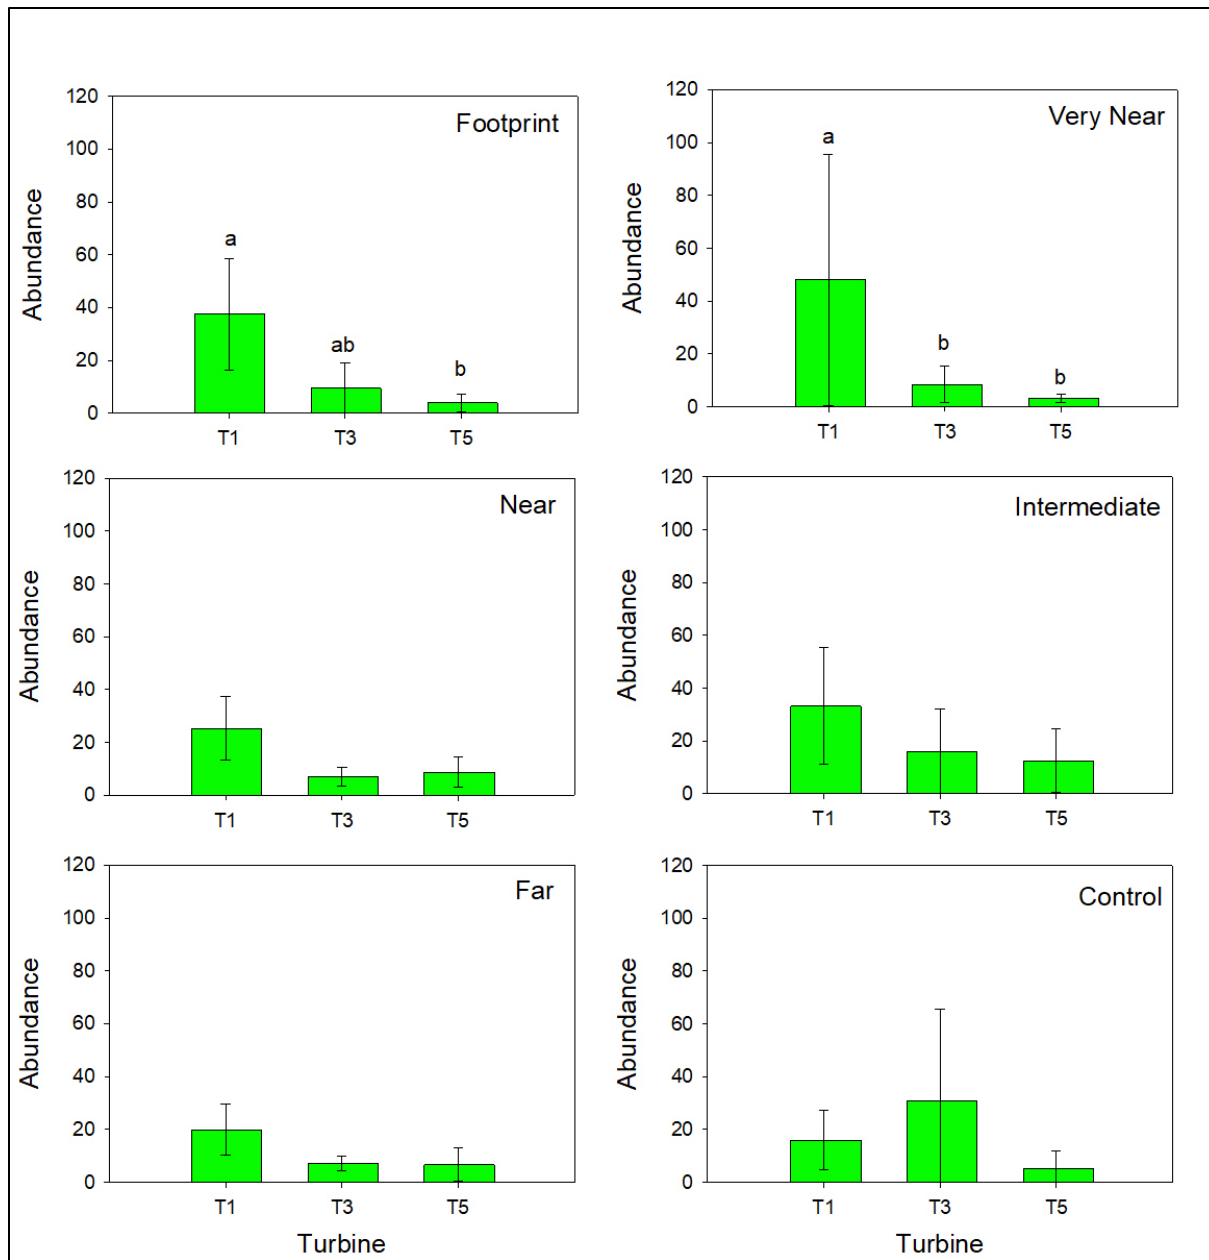 Footprint
Abundance
120
100
80
60
40
20
0
a
ab
b
T1 T3 T5
Very Near
Abundance
120
100
80
60
40
20
0
a
b
b
T1 T3 T5
Near
Abundance
120
100
80
60
40
20
0
T1 T3 T5
Intermediate
Abundance
120
100
80
60
40
20
0
T1 T3 T5
Far
Abundance
120
100
80
60
40
20
0
T1 T3 T5
Turbine
Control
Abundance
120
100
80
60
40
20
0
T1 T3 T5
Turbine